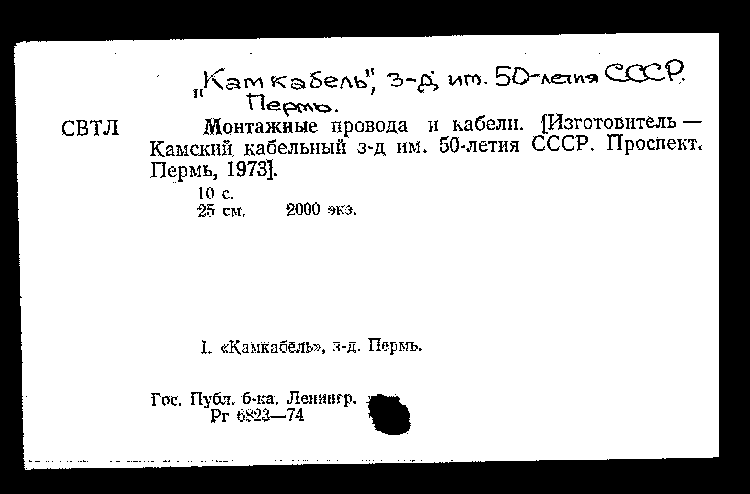 "Камкабель", з-д, им. 50-летия СССР.
Пермь.
СВТЛ Монтажные провода и кабели. [Изготовитель —
Камский кабельный з-д им. 50-летия СССР. Проспект.
Пермь, 1973].
10 с.
25 см. 2000 экз.
I. «Камкабель», з-д. Пермь.
Гос. Публ. б-ка. Ленингр.
Рг 6823—74